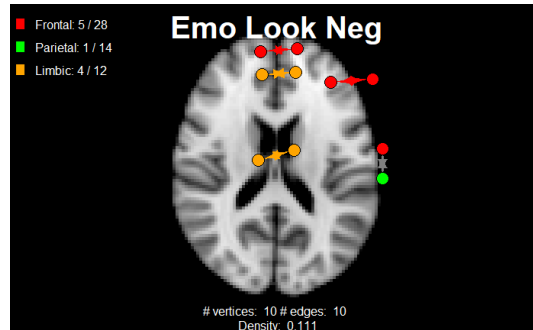 Emo Look Neg
Frontal: 5 / 28
Parietal: 1 / 14
Limbic: 4 / 12
# vertices: 10 # edges: 10
Density: 0.111